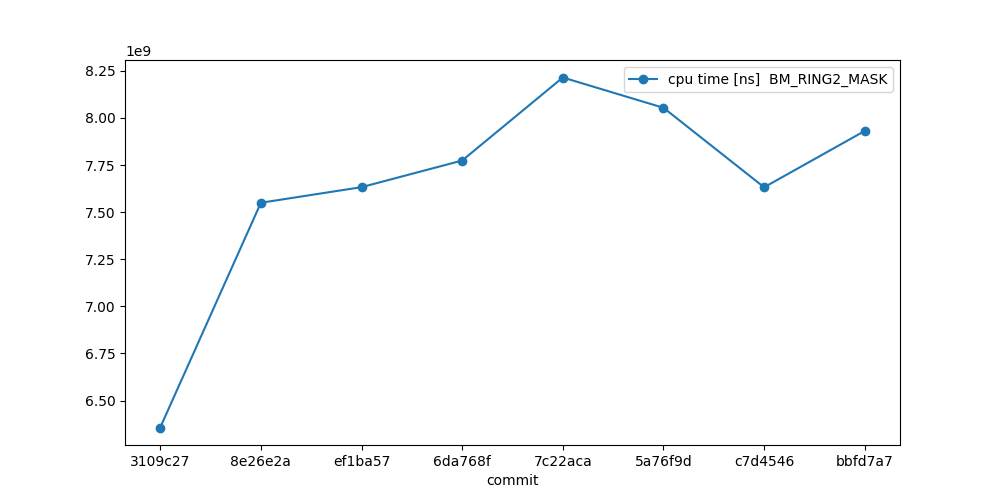 1e9
cpu time [ns]  BM_RING2_MASK
8.25
8.00
7.75
7.50
7.25
7.00
6.75
6.50
3109c27 8e26e2a ef1ba57 6da768f 7c22aca 5a76f9d c7d4546 bbfd7a7
commit